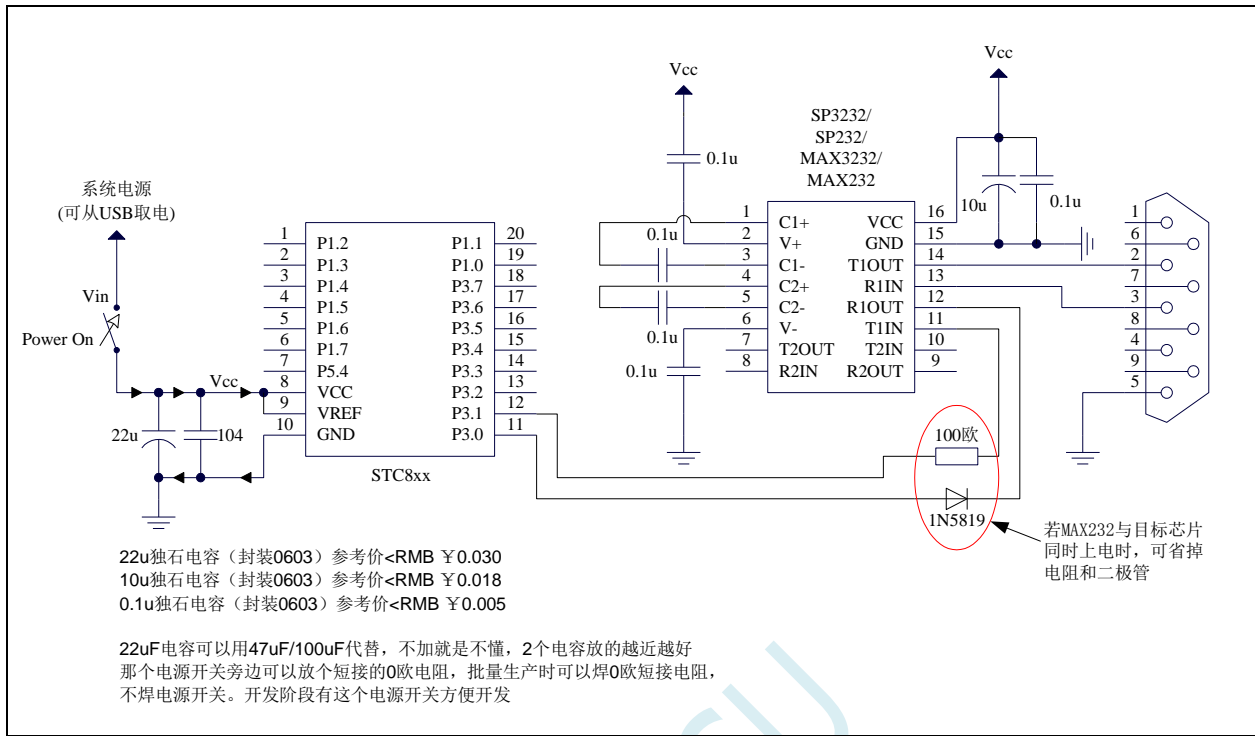 Vcc
Vcc
SP3232/
SP232/
MAX3232/
MAX232
0.1u
10u
0.1u
系统电源
(可从USB取电)
Vin
Power On
Vcc
22u
104
1 P1.2 P1.1 20
2 P1.3 P1.0 19
3 P1.4 P3.7 18
4 P1.5 P3.6 17
5 P1.6 P3.5 16
6 P1.7 P3.4 15
7 P5.4 P3.3 14
8 VCC P3.2 13
9 VREF P3.1 12
10 GND P3.0 11
STC8xx
0.1u
0.1u
0.1u
1 C1+ VCC 16
2 V+ GND 15
3 C1- T1OUT 14
4 C2+ R1IN 13
5 C2- R1OUT 12
6 V- T1IN 11
7 T2OUT T2IN 10
8 R2IN R2OUT 9
1
6
2
7
3
8
4
9
5
100欧
1N5819
若MAX232与目标芯片
同时上电时，可省掉
电阻和二极管
22u独石电容（封装0603）参考价<RMB ￥0.030
10u独石电容（封装0603）参考价<RMB ￥0.018
0.1u独石电容（封装0603）参考价<RMB ￥0.005
22uF电容可以用47uF/100uF代替，不加就是不懂，2个电容放的越近越好
那个电源开关旁边可以放个短接的0欧电阻，批量生产时可以焊0欧短接电阻，
不焊电源开关。开发阶段有这个电源开关方便开发